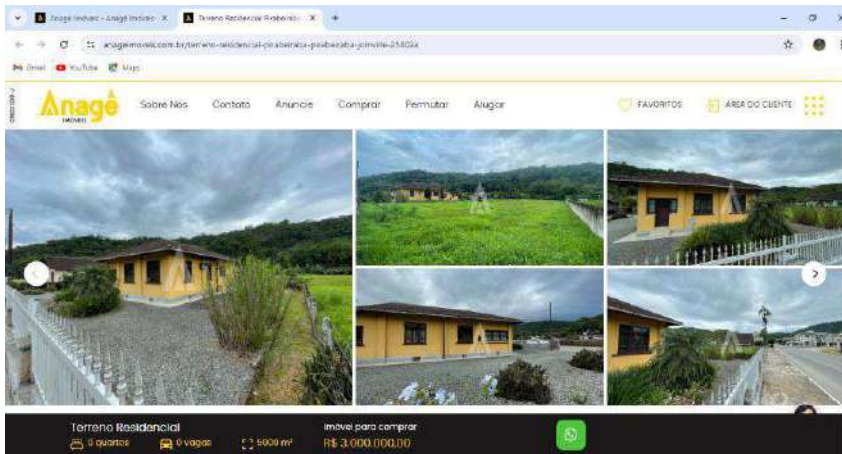 Anagê Imóveis - Anagê Imóveis
Terreno Residencial Pirabeiraba
anageimoveis.com.br/terreno-residencial-pirabeiraba-pirabeiraba-joinville-25802a
Gmail
YouTube
Maps
Anagê
IMÓVEIS
Sobre Nós
Contato
Anuncie
Comprar
Permutar
Alugar
FAVORITOS
ÁREA DO CLIENTE
Terreno Residencial
0 quartos
0 vagas
5000 m²
Imóvel para comprar
R$ 3.000.000,00